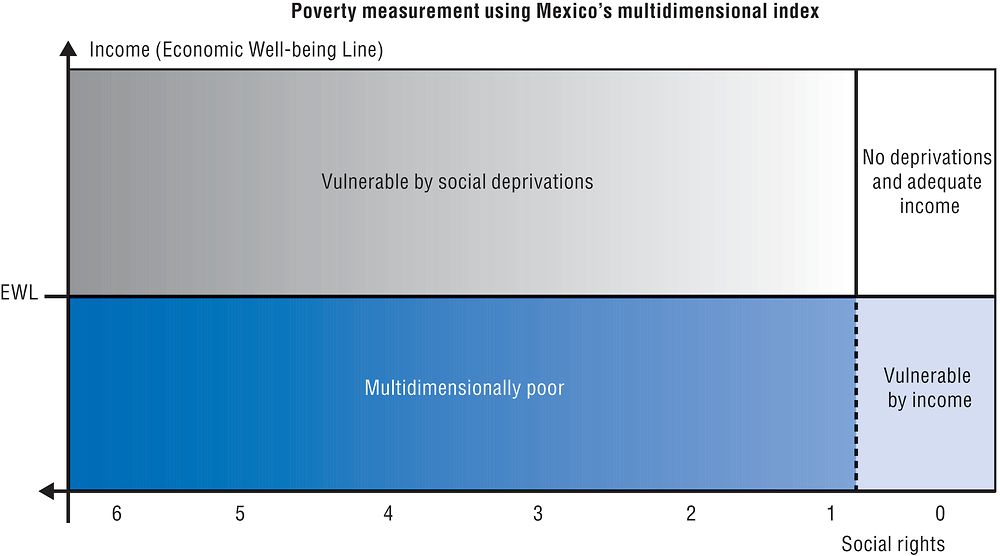 Poverty measurement using Mexico’s multidimensional index
Income (Economic Well-being Line)
Vulnerable by social deprivations
No deprivations
and adequate
income
EWL
Multidimensionally poor
Vulnerable
by income
6 5 4 3 2 1 0
Social rights